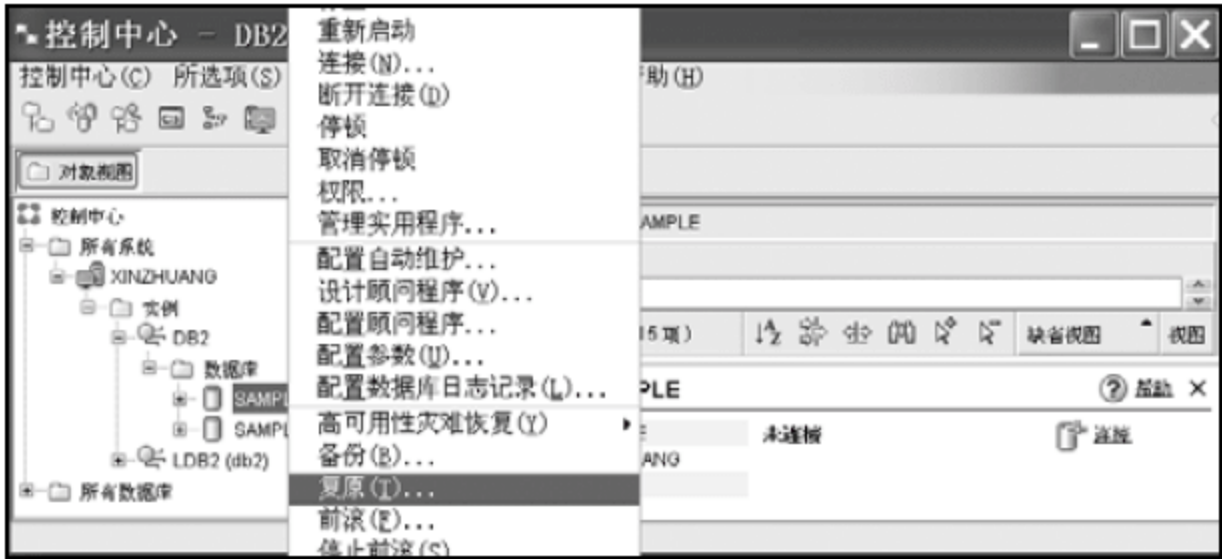 控制中心 - DB2
控制中心(C) 所选项(S)
助(H)
对象视图
控制中心
所有系统
XINZHUANG
实例
DB2
数据库
SAMPL
SAMPL
LDB2 (db2)
所有数据库
重新启动
连接(N)...
断开连接(D)
停顿
取消停顿
权限...
管理实用程序...
配置自动维护...
设计顾问程序(V)...
配置顾问程序...
配置参数(U)...
配置数据库日志记录(L)...
高可用性灾难恢复(Y)
备份(B)...
复原(T)...
前滚(E)...
停止前滚(S)
AMPLE
15 项) 缺省视图 视图
PLE 帮助
未连接 连接
ANG